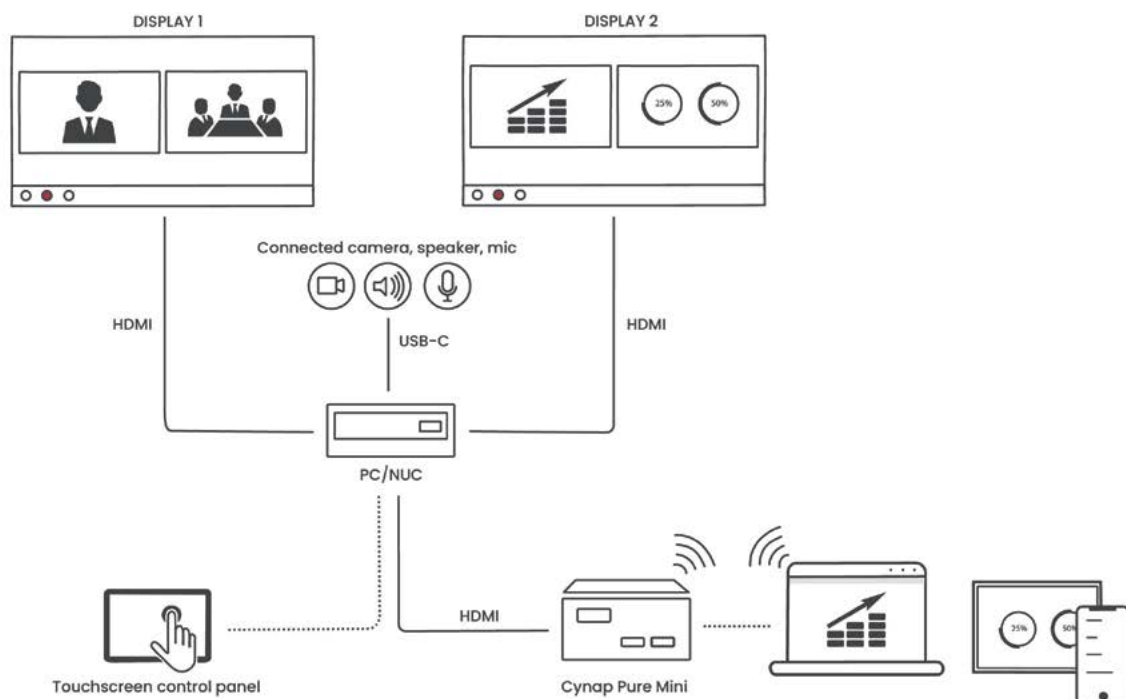 DISPLAY 1
DISPLAY 2
25%
50%
Connected camera, speaker, mic
HDMI
USB-C
HDMI
PC/NUC
HDMI
Touchscreen control panel
Cynap Pure Mini
25%
50%